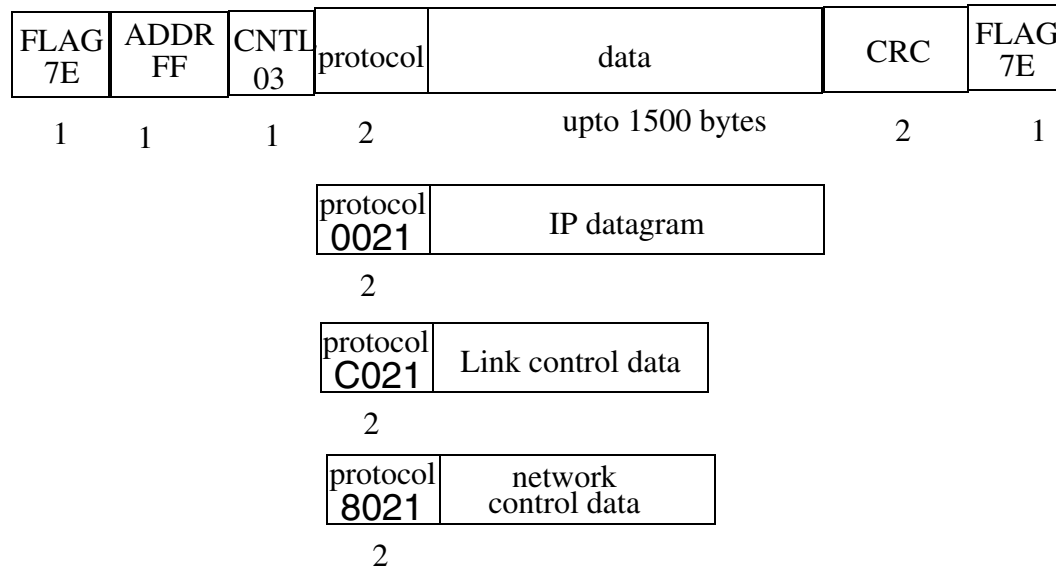 FLAG ADDR CNTL protocol data CRC FLAG
7E FF 03 7E
1 1 1 2 upto 1500 bytes 2 1
protocol IP datagram
0021
2
protocol Link control data
C021
2
protocol network
8021 control data
2